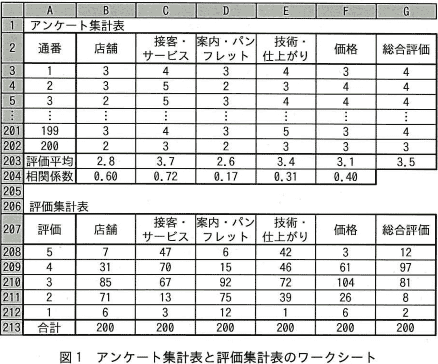 A B C D E F G
1 アンケート集計表
2 通番 店舗 接客・サービス 案内・パンフレット 技術・仕上がり 価格 総合評価
3 1 3 4 3 4 3 4
4 2 3 5 2 3 4 4
5 3 2 5 3 4 4 4
⋮ ⋮ ⋮ ⋮ ⋮ ⋮ ⋮ ⋮
201 199 3 4 3 5 3 4
202 200 2 3 2 3 3 3
203 評価平均 2.8 3.7 2.6 3.4 3.1 3.5
204 相関係数 0.60 0.72 0.17 0.31 0.40
205
206 評価集計表
207 評価 店舗 接客・サービス 案内・パンフレット 技術・仕上がり 価格 総合評価
208 5 7 47 6 42 3 12
209 4 31 70 15 46 61 97
210 3 85 67 92 72 104 81
211 2 71 13 75 39 26 8
212 1 6 3 12 1 6 2
213 合計 200 200 200 200 200 200
図1 アンケート集計表と評価集計表のワークシート